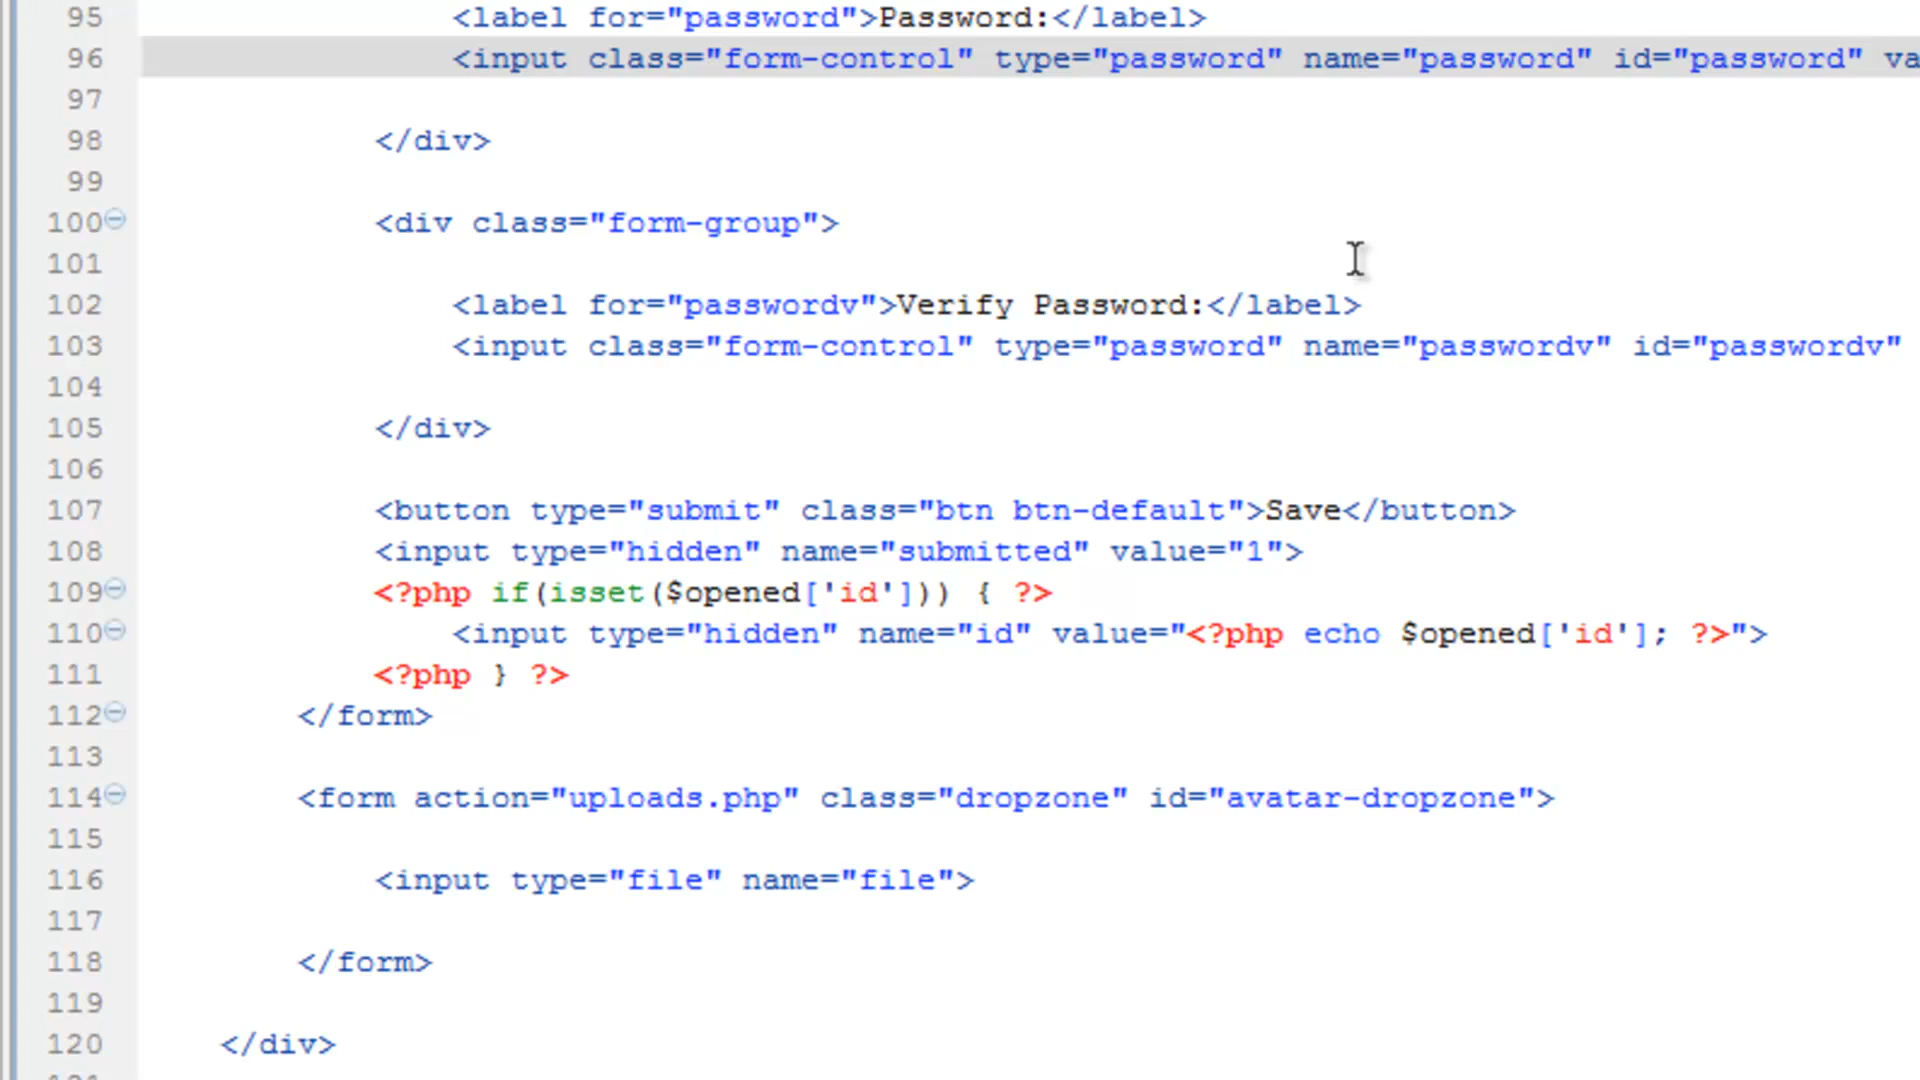 95 <label for="password">Password:</label>
96 <input class="form-control" type="password" name="password" id="password" va
97
98 </div>
99
100 <div class="form-group">
101
102 <label for="passwordv">Verify Password:</label>
103 <input class="form-control" type="password" name="passwordv" id="passwordv"
104
105 </div>
106
107 <button type="submit" class="btn btn-default">Save</button>
108 <input type="hidden" name="submitted" value="1">
109 <?php if(isset($opened['id'])) { ?>
110 <input type="hidden" name="id" value="<?php echo $opened['id']; ?>">
111 <?php } ?>
112 </form>
113
114 <form action="uploads.php" class="dropzone" id="avatar-dropzone">
115
116 <input type="file" name="file">
117
118 </form>
119
120 </div>